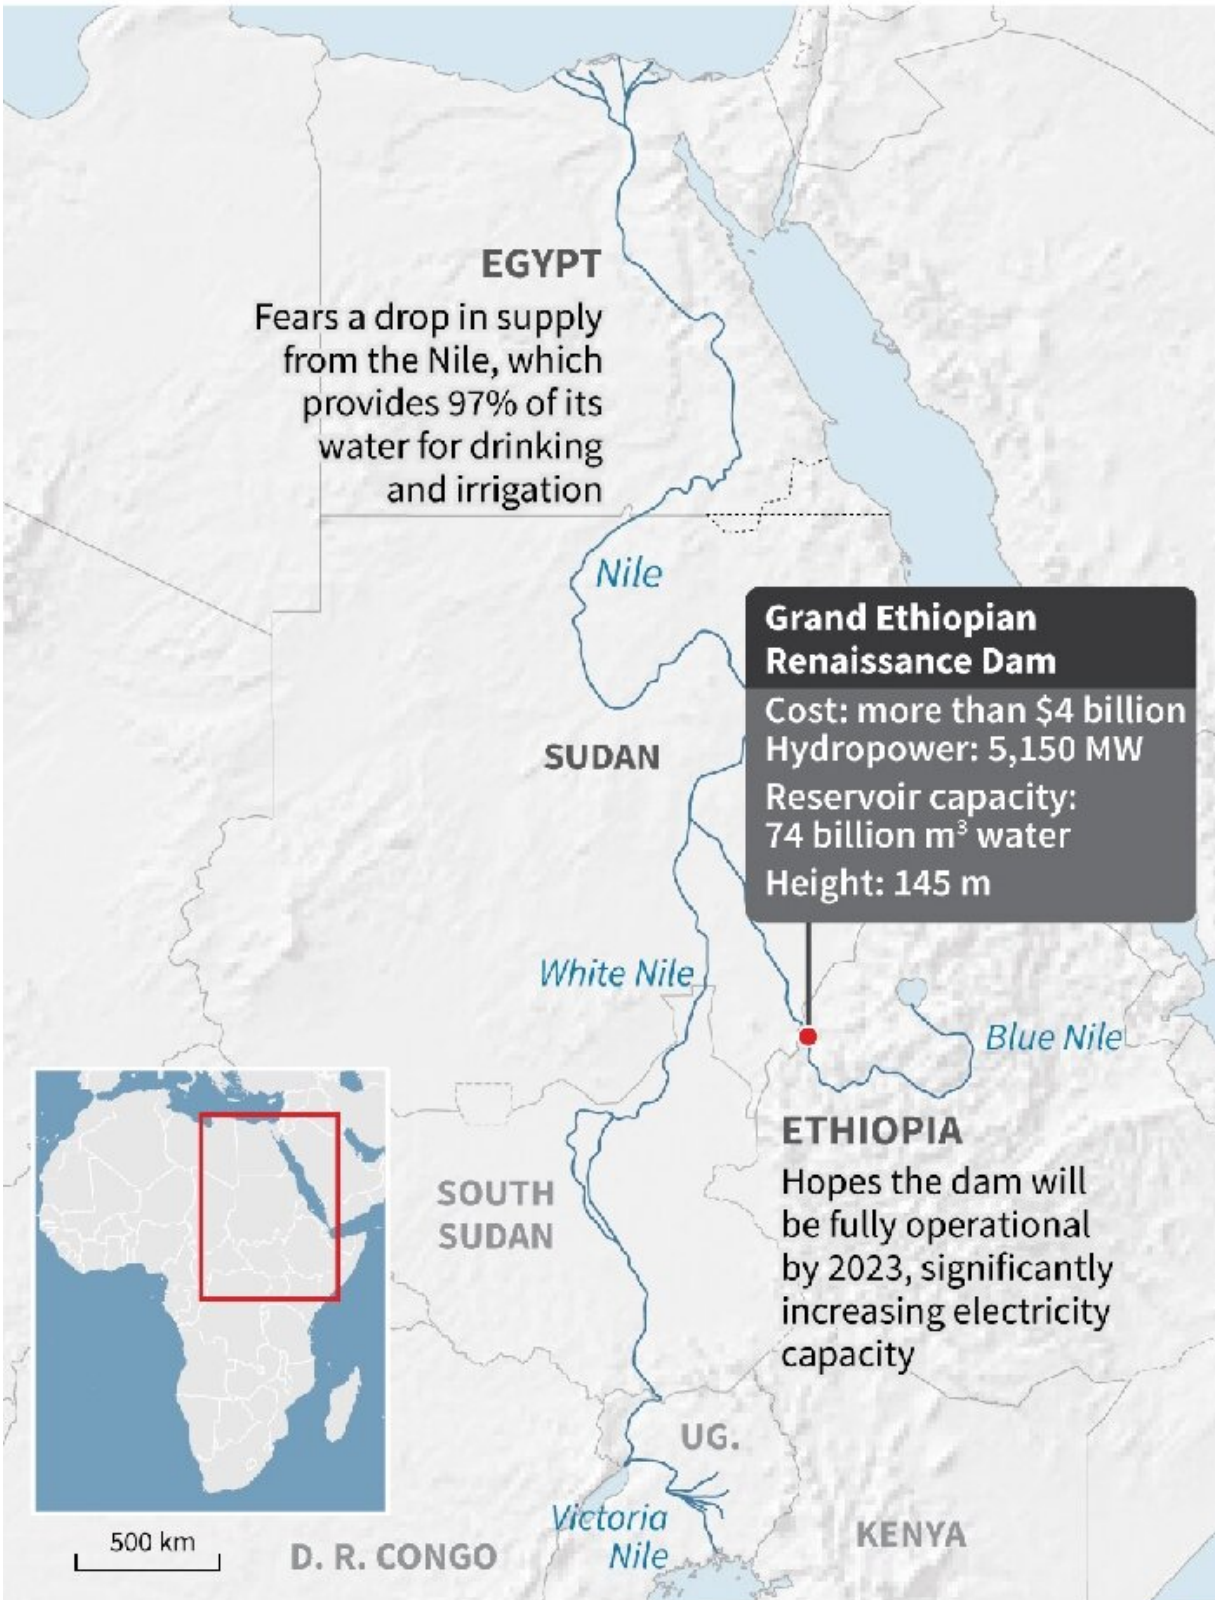 EGYPT
Fears a drop in supply
from the Nile, which
provides 97% of its
water for drinking
and irrigation
Nile
Grand Ethiopian
Renaissance Dam
Cost: more than $4 billion
Hydropower: 5,150 MW
Reservoir capacity:
74 billion m³ water
Height: 145 m
SUDAN
White Nile
Blue Nile
ETHIOPIA
Hopes the dam will
be fully operational
by 2023, significantly
increasing electricity
capacity
SOUTH
SUDAN
UG.
Victoria
Nile
KENYA
500 km
D. R. CONGO